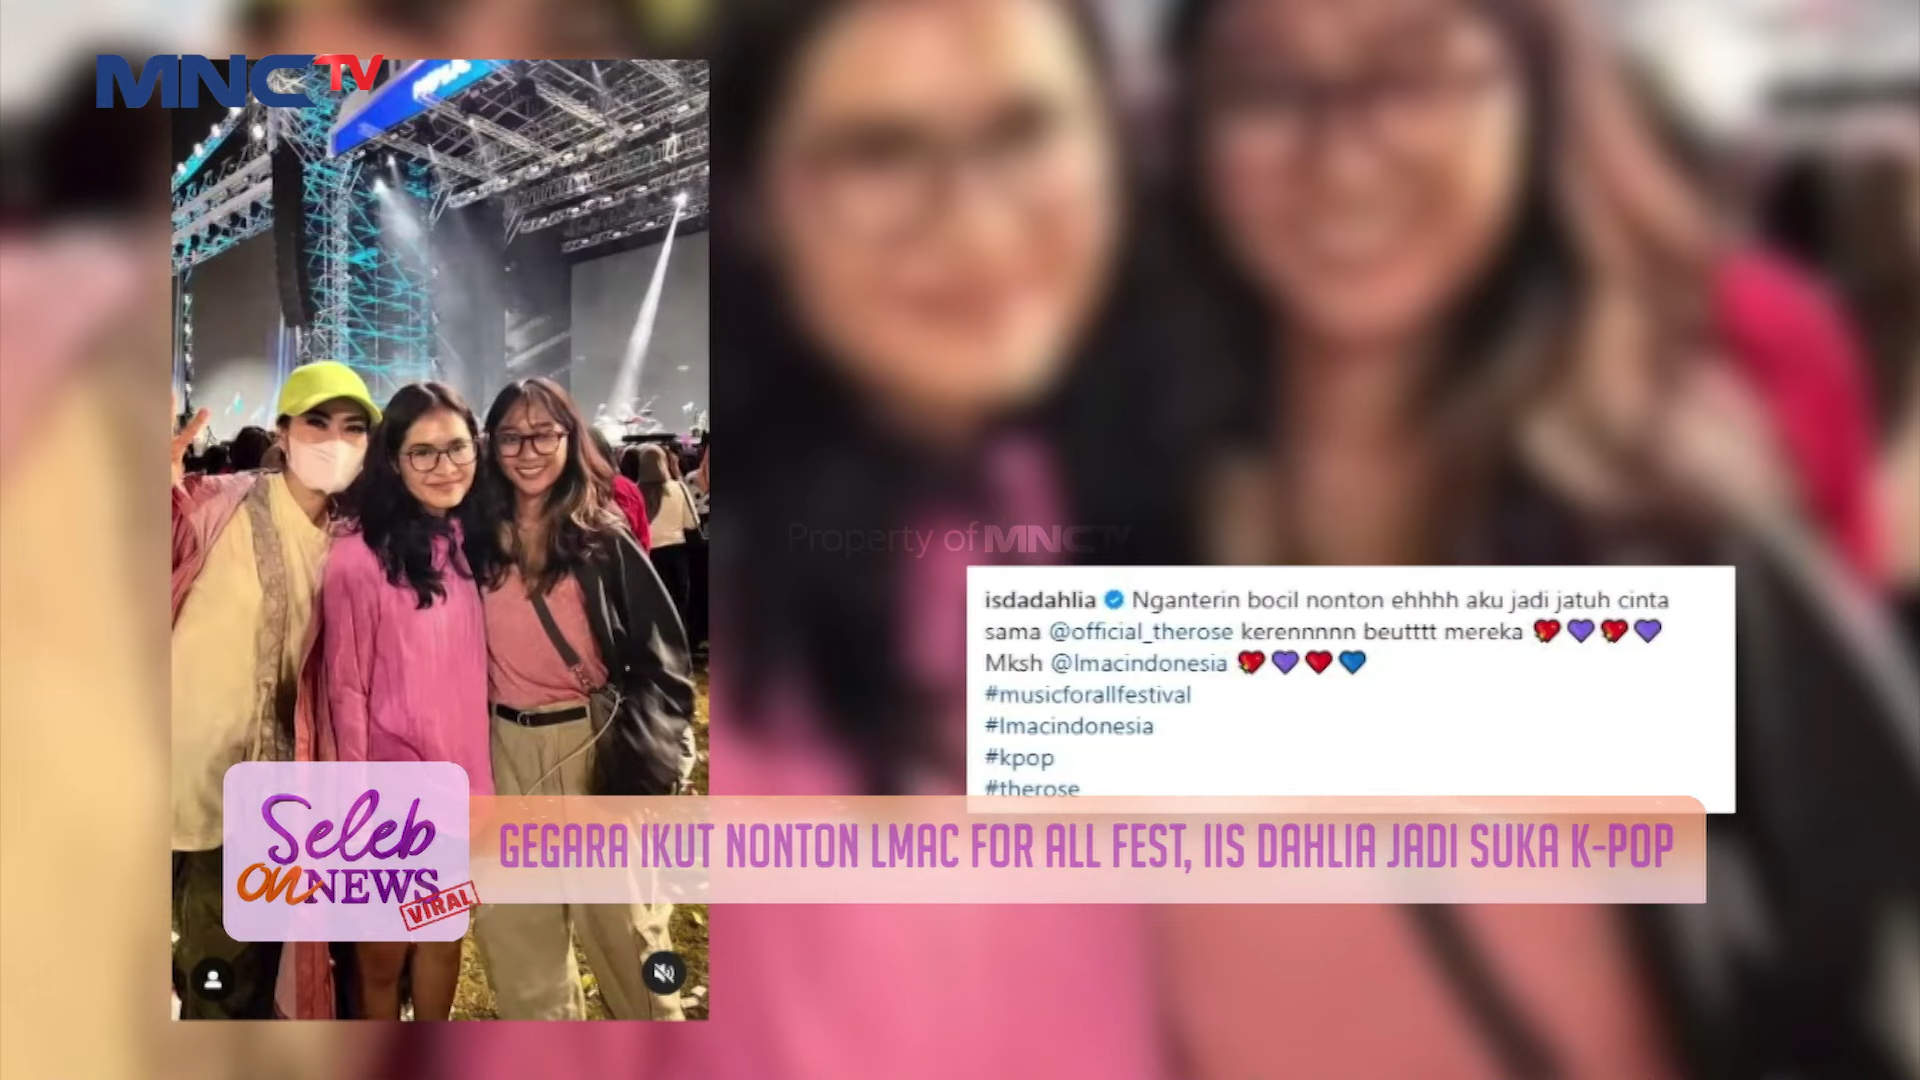 MNCTV
Property of MNCTV
isdadahlia Nganterin bocil nonton ehhhh aku jadi jatuh cinta
sama @official_therose kerennnnn beutttt mereka 💖💜💖💜
Mksh @lmacindonesia 💖💜❤️💙
#musicforallfestival
#lmacindonesia
#kpop
#therose
Seleb
on NEWS
VIRAL
GEGARA IKUT NONTON LMAC FOR ALL FEST, IIS DAHLIA JADI SUKA K-POP